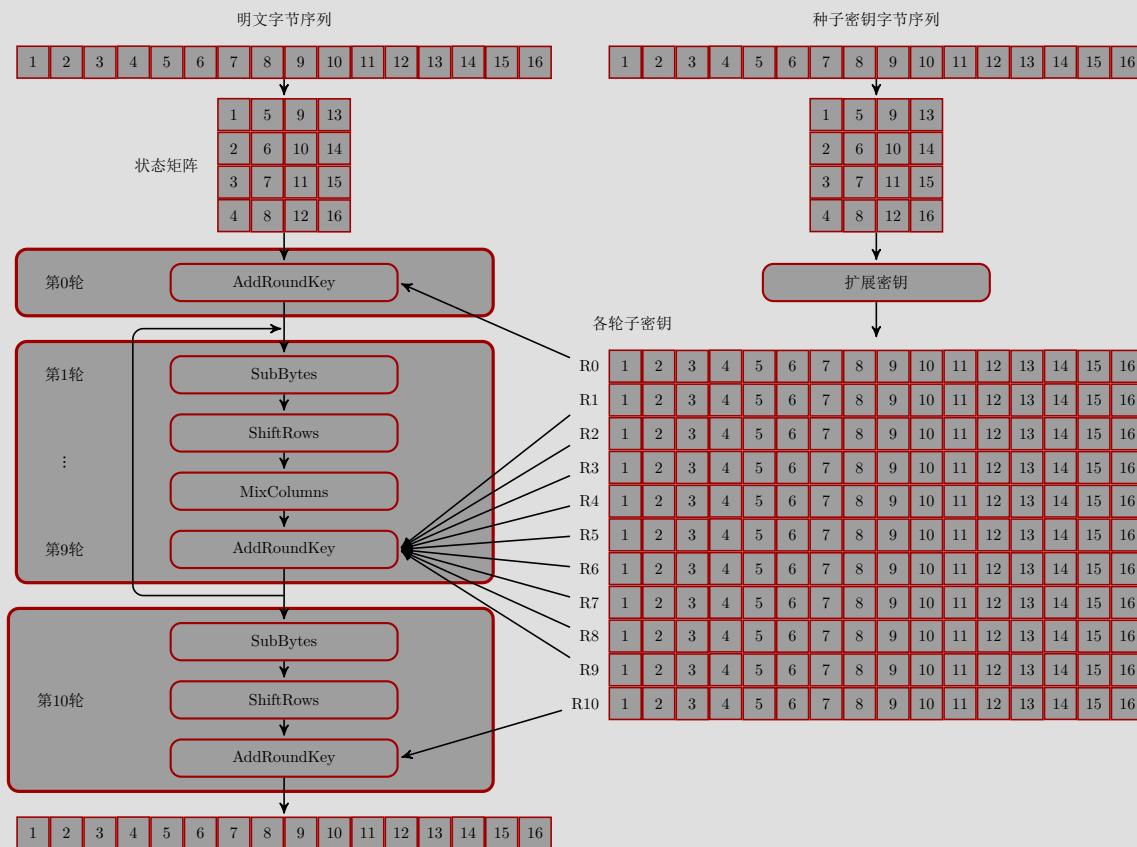 明文字节序列
种子密钥字节序列
1 2 3 4 5 6 7 8 9 10 11 12 13 14 15 16
1 2 3 4 5 6 7 8 9 10 11 12 13 14 15 16
1 5 9 13
2 6 10 14
3 7 11 15
4 8 12 16
状态矩阵
1 5 9 13
2 6 10 14
3 7 11 15
4 8 12 16
第0轮
AddRoundKey
扩展密钥
各轮子密钥
第1轮
SubBytes
ShiftRows
⋮
MixColumns
第9轮
AddRoundKey
第10轮
SubBytes
ShiftRows
AddRoundKey
R0 1 2 3 4 5 6 7 8 9 10 11 12 13 14 15 16
R1 1 2 3 4 5 6 7 8 9 10 11 12 13 14 15 16
R2 1 2 3 4 5 6 7 8 9 10 11 12 13 14 15 16
R3 1 2 3 4 5 6 7 8 9 10 11 12 13 14 15 16
R4 1 2 3 4 5 6 7 8 9 10 11 12 13 14 15 16
R5 1 2 3 4 5 6 7 8 9 10 11 12 13 14 15 16
R6 1 2 3 4 5 6 7 8 9 10 11 12 13 14 15 16
R7 1 2 3 4 5 6 7 8 9 10 11 12 13 14 15 16
R8 1 2 3 4 5 6 7 8 9 10 11 12 13 14 15 16
R9 1 2 3 4 5 6 7 8 9 10 11 12 13 14 15 16
R10 1 2 3 4 5 6 7 8 9 10 11 12 13 14 15 16
1 2 3 4 5 6 7 8 9 10 11 12 13 14 15 16